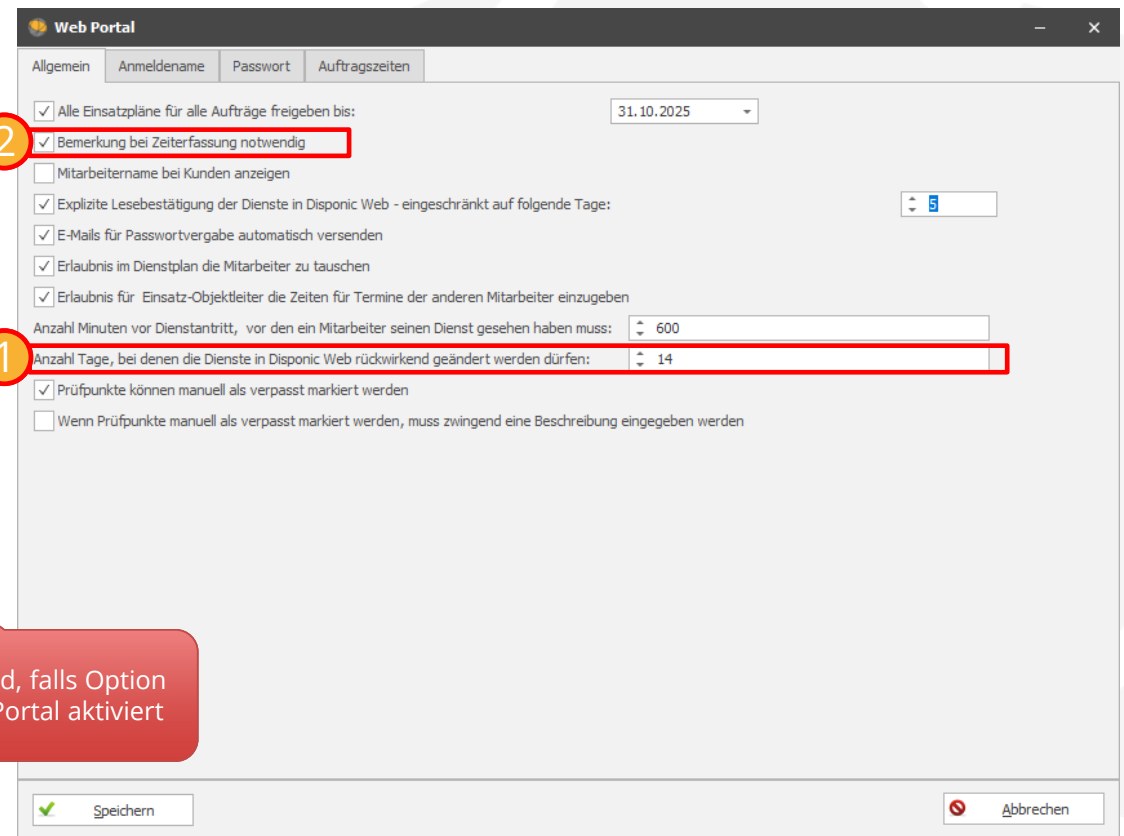 Web Portal
Allgemein Anmeldename Passwort Auftragszeiten
Alle Einsatzpläne für alle Aufträge freigeben bis: 31.10.2025
2 Bemerkung bei Zeiterfassung notwendig
Mitarbeitername bei Kunden anzeigen
Explizite Lesebestätigung der Dienste in Disponic Web - eingeschränkt auf folgende Tage: 5
E-Mails für Passwortvergabe automatisch versenden
Erlaubnis im Dienstplan die Mitarbeiter zu tauschen
Erlaubnis für Einsatz-Objektleiter die Zeiten für Termine der anderen Mitarbeiter einzugeben
Anzahl Minuten vor Dienstantritt, vor den ein Mitarbeiter seinen Dienst gesehen haben muss: 600
1 Anzahl Tage, bei denen die Dienste in Disponic Web rückwirkend geändert werden dürfen: 14
Prüfpunkte können manuell als verpasst markiert werden
Wenn Prüfpunkte manuell als verpasst markiert werden, muss zwingend eine Beschreibung eingegeben werden
d, falls Option
Portal aktiviert
Speichern Abbrechen